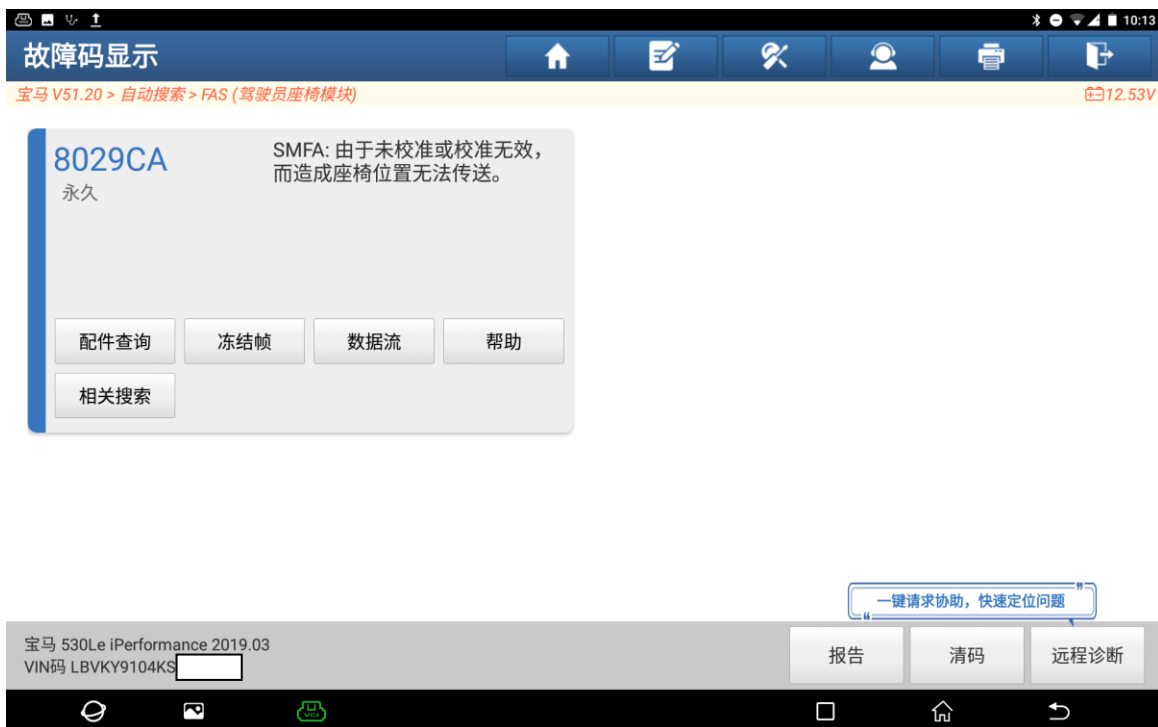 10:13
故障码显示
宝马 V51.20 > 自动搜索 > FAS (驾驶员座椅模块)
12.53V
8029CA
永久
SMFA: 由于未校准或校准无效，
而造成座椅位置无法传送。
配件查询
冻结帧
数据流
帮助
相关搜索
一键请求协助，快速定位问题
宝马 530Le iPerformance 2019.03
VIN码 LBVKY9104KS
报告
清码
远程诊断
VCI